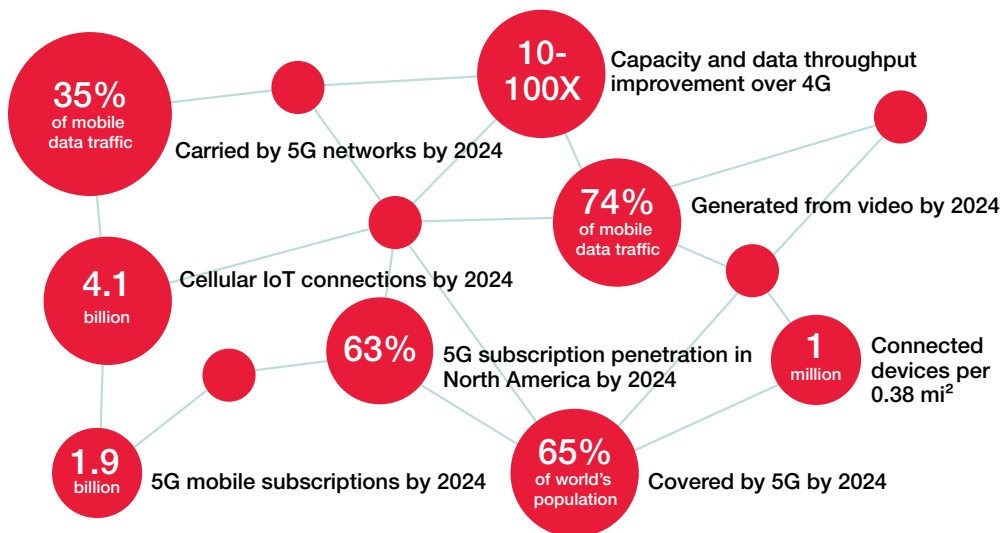 35%
of mobile
data traffic
Carried by 5G networks by 2024
10-
100X
Capacity and data throughput
improvement over 4G
74%
of mobile
data traffic
Generated from video by 2024
4.1
billion
Cellular IoT connections by 2024
63%
5G subscription penetration in
North America by 2024
1
million
Connected
devices per
0.38 mi²
1.9
billion
5G mobile subscriptions by 2024
65%
of world's
population
Covered by 5G by 2024